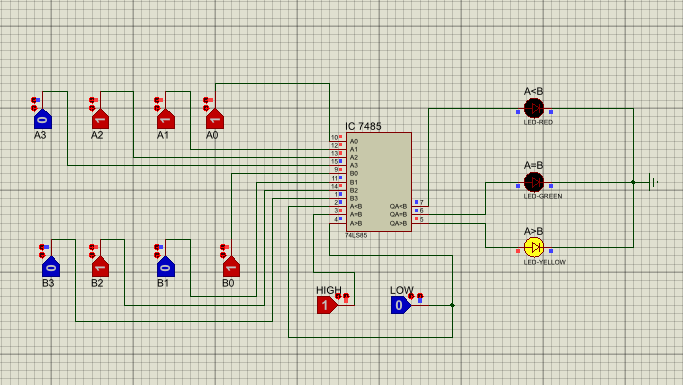 0
1
1
1
A3
A2
A1
A0
IC 7485
10
12
13
15
9
11
14
1
2
3
4
A0
A1
A2
A3
B0
B1
B2
B3
A<B
A=B
A>B
QA<B
QA=B
QA>B
7
6
5
74LS85
A<B
LED-RED
A=B
LED-GREEN
A>B
LED-YELLOW
0
1
0
1
B3
B2
B1
B0
HIGH
1
LOW
0